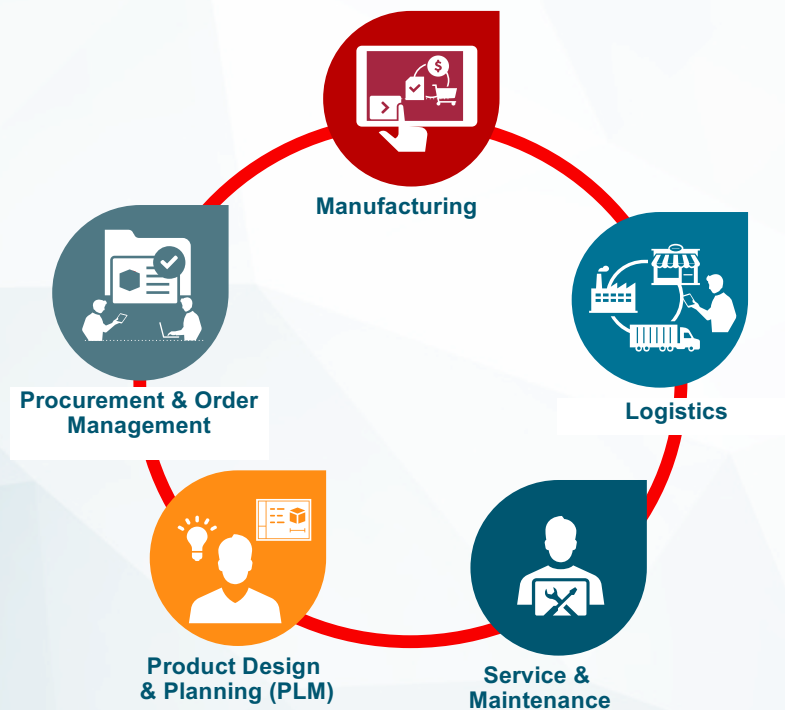 $
Manufacturing
Procurement & Order
Management
Logistics
Product Design
& Planning (PLM)
Service &
Maintenance